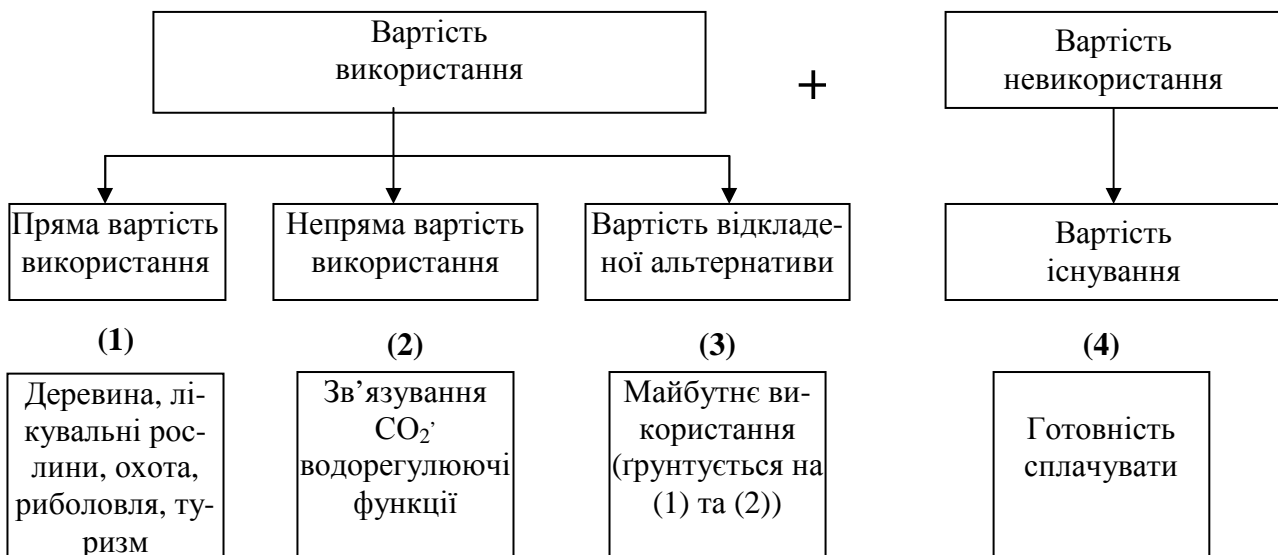 Вартість
використання
+
Вартість
невикористання
Пряма вартість
використання
Непряма вартість
використання
Вартість відкладе-
ної альтернативи
Вартість
існування
(1)
(2)
(3)
(4)
Деревина, лі-
кувальні рос-
лини, охота,
риболовля, ту-
ризм
Зв’язування
CO₂’
водорегулюючі
функції
Майбутнє ви-
користання
(ґрунтується на
(1) та (2))
Готовність
сплачувати